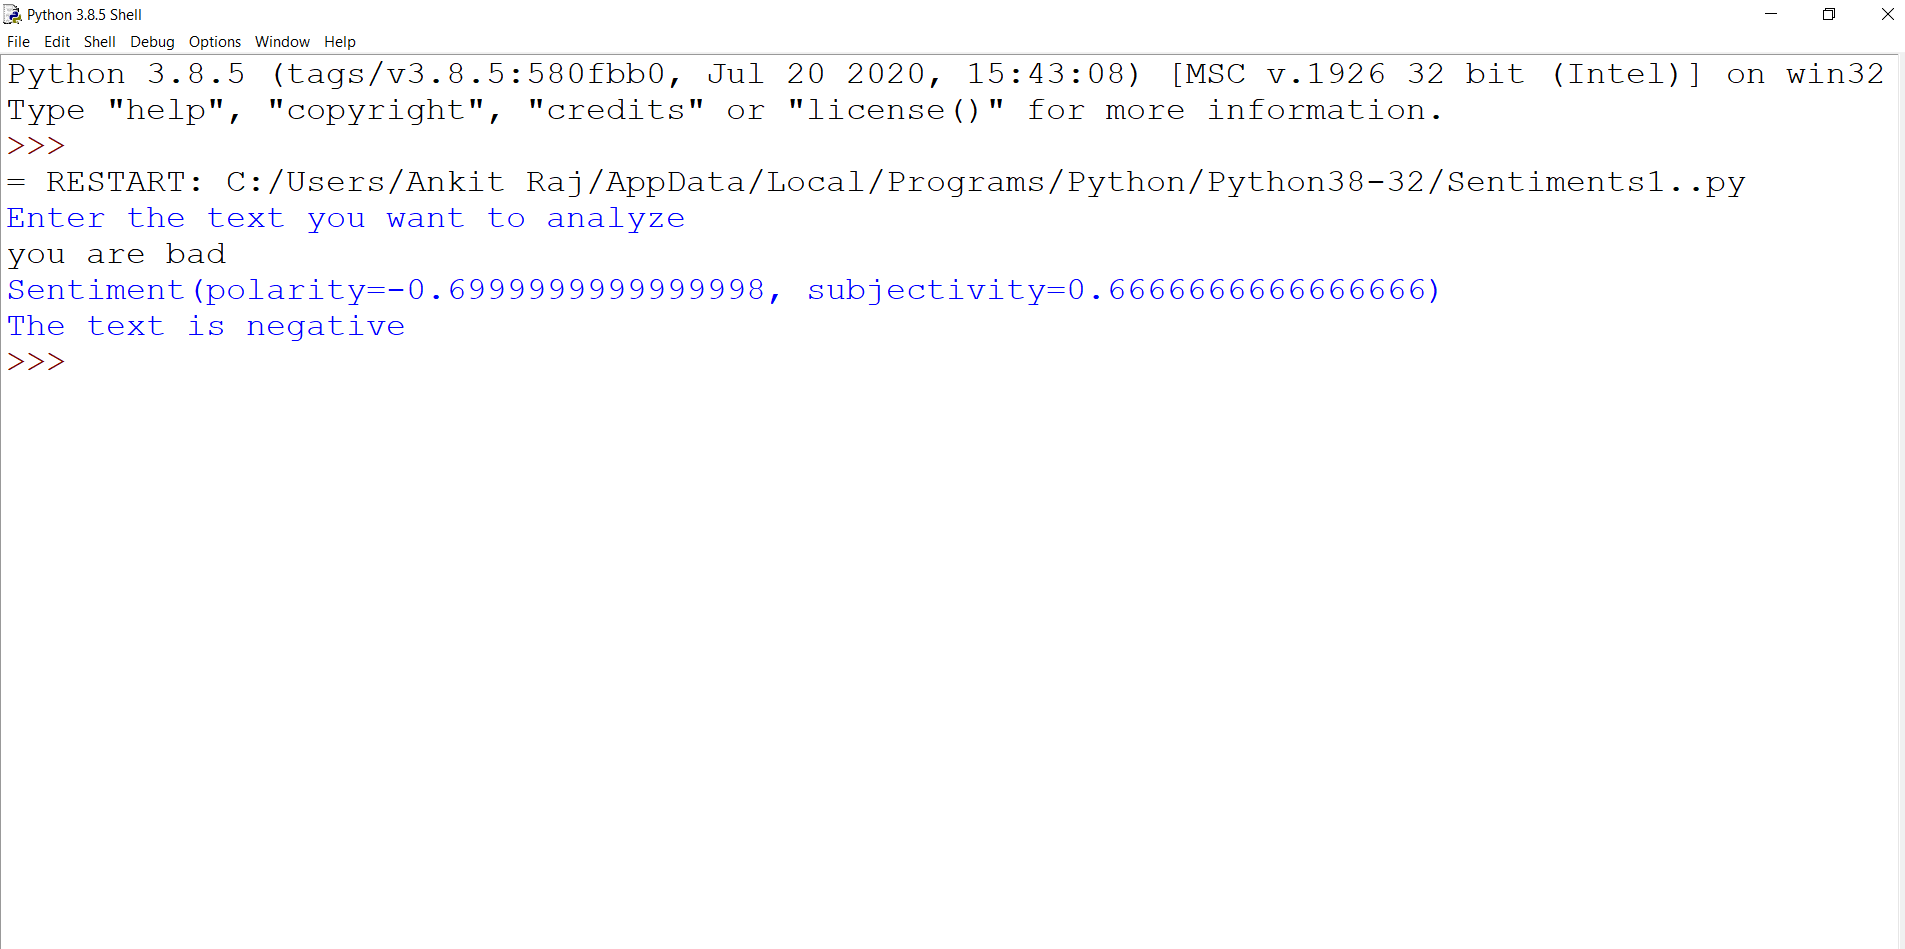 Python 3.8.5 Shell
File Edit Shell Debug Options Window Help
Python 3.8.5 (tags/v3.8.5:580fbb0, Jul 20 2020, 15:43:08) [MSC v.1926 32 bit (Intel)] on win32
Type "help", "copyright", "credits" or "license()" for more information.
>>>
= RESTART: C:/Users/Ankit Raj/AppData/Local/Programs/Python/Python38-32/Sentiments1..py
Enter the text you want to analyze
you are bad
Sentiment(polarity=-0.6999999999999998, subjectivity=0.6666666666666666)
The text is negative
>>>